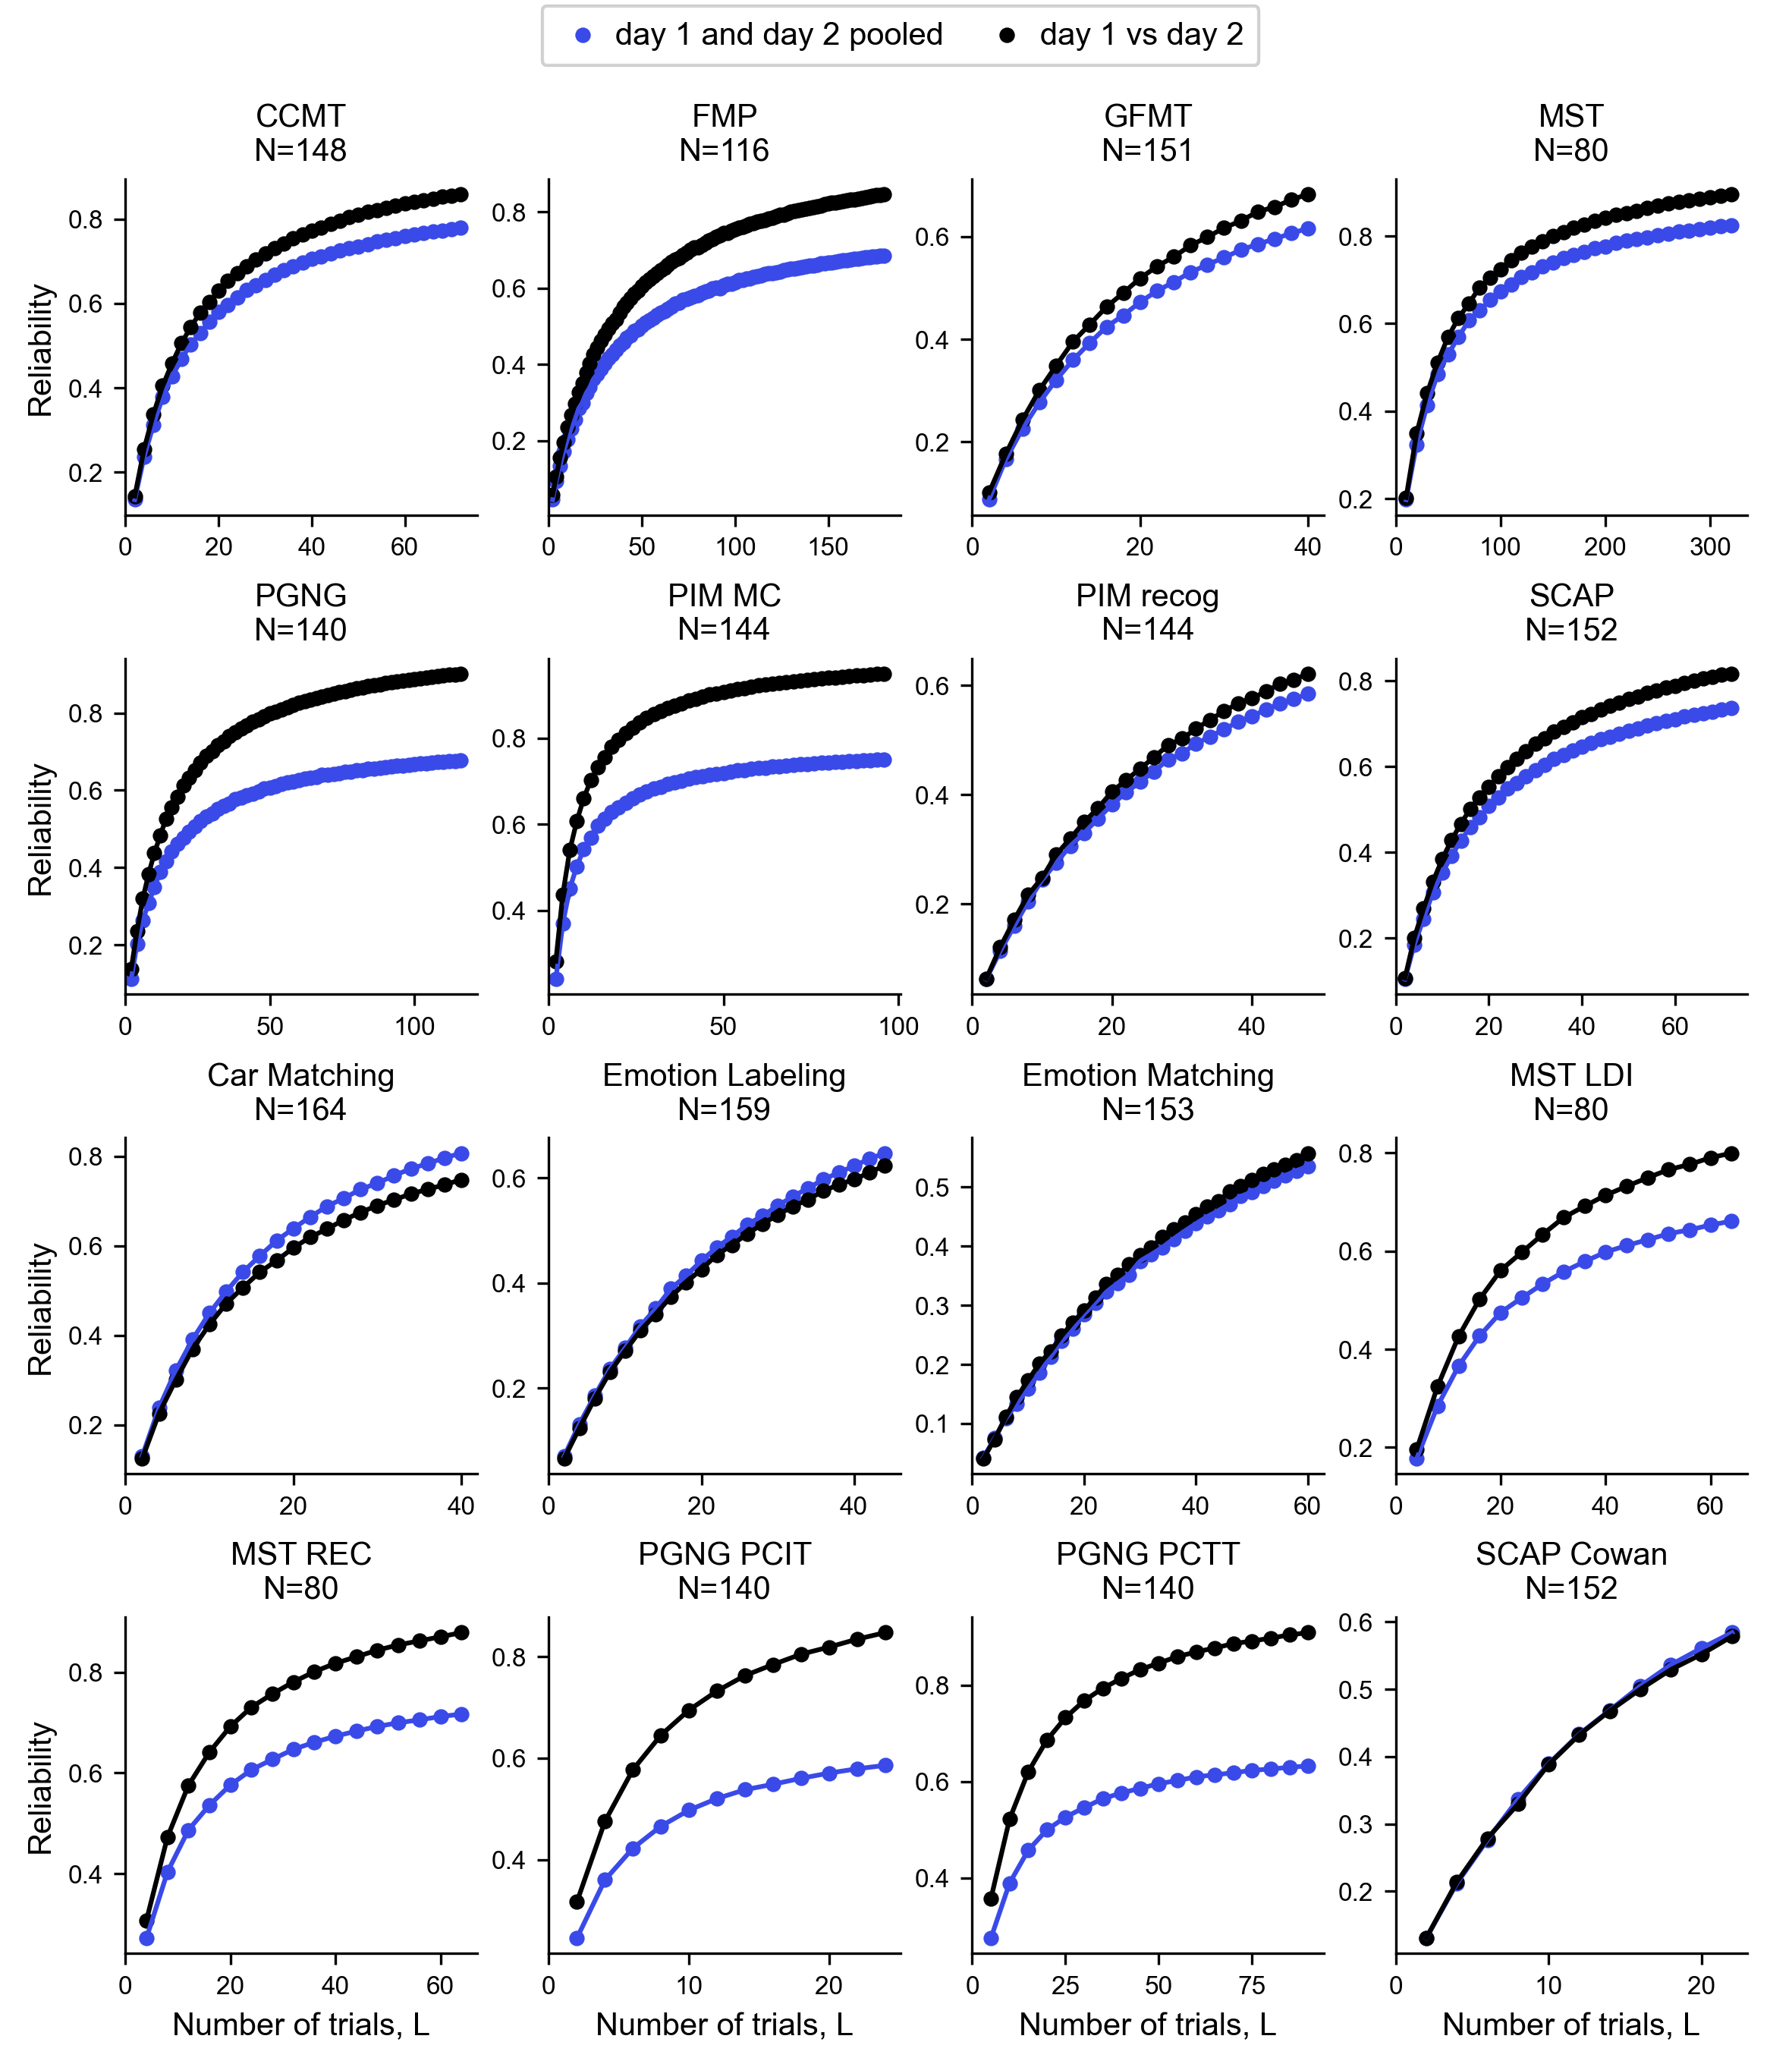 day 1 and day 2 pooled day 1 vs day 2
CCMT
N=148
FMP
N=116
GFMT
N=151
MST
N=80
Reliability
0.8
0.6
0.4
0.2
0 20 40 60
0.8
0.6
0.4
0.2
0 50 100 150
0.6
0.4
0.2
0 20 40
0.8
0.6
0.4
0.2
0 100 200 300
PGNG
N=140
PIM MC
N=144
PIM recog
N=144
SCAP
N=152
Reliability
0.8
0.6
0.4
0.2
0 50 100
0.8
0.6
0.4
0 50 100
0.6
0.4
0.2
0 20 40
0.8
0.6
0.4
0.2
0 20 40 60
Car Matching
N=164
Emotion Labeling
N=159
Emotion Matching
N=153
MST LDI
N=80
Reliability
0.8
0.6
0.4
0.2
0 20 40
0.6
0.4
0.2
0 20 40
0.5
0.4
0.3
0.2
0.1
0 20 40 60
0.8
0.6
0.4
0.2
0 20 40 60
MST REC
N=80
PGNG PCIT
N=140
PGNG PCTT
N=140
SCAP Cowan
N=152
Reliability
0.8
0.6
0.4
0 20 40 60
Number of trials, L
0.8
0.6
0.4
0 10 20
Number of trials, L
0.8
0.6
0.4
0 25 50 75
Number of trials, L
0.6
0.5
0.4
0.3
0.2
0 10 20
Number of trials, L